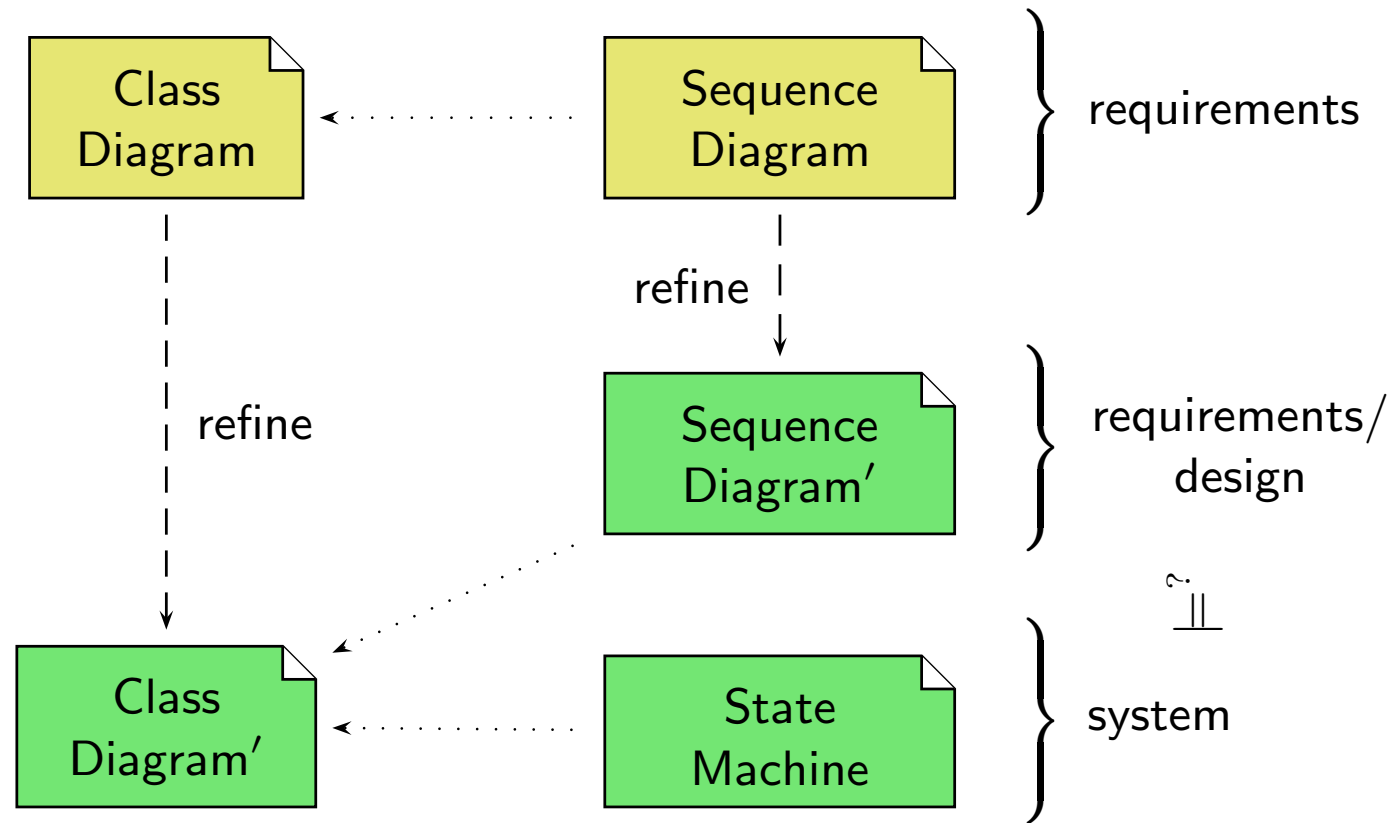 Class
Diagram
Sequence
Diagram
requirements
refine
refine
Sequence
Diagram′
requirements/
design
?
⊨
Class
Diagram′
State
Machine
system